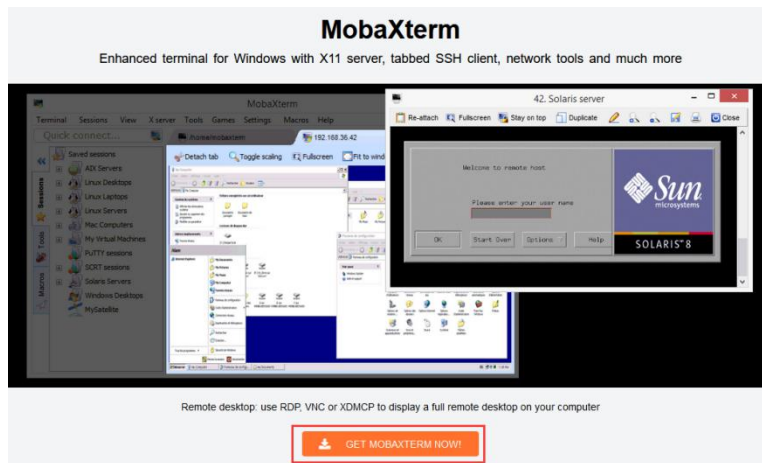 MobaXterm
Enhanced terminal for Windows with X11 server, tabbed SSH client, network tools and much more
MobaXterm
Terminal Sessions View X server Tools Games Settings Macros Help
Quick connect...
/home/mobaxterm
192.168.36.42
Detach tab Toggle scaling Fullscreen Fit to wind
Sessions
Tools
Macros
Saved sessions
AIX Servers
Linux Desktops
Linux Laptops
Linux Servers
Mac Computers
My Virtual Machines
PuTTY sessions
SCRT sessions
Solaris Servers
Windows Desktops
MySatellite
42. Solaris server
Re-attach Fullscreen Stay on top Duplicate Close
Welcome to remote host
Please enter your user name
OK Start Over Options Help
Sun
microsystems
SOLARIS™8
Remote desktop: use RDP, VNC or XDMCP to display a full remote desktop on your computer
GET MOBAXTERM NOW!